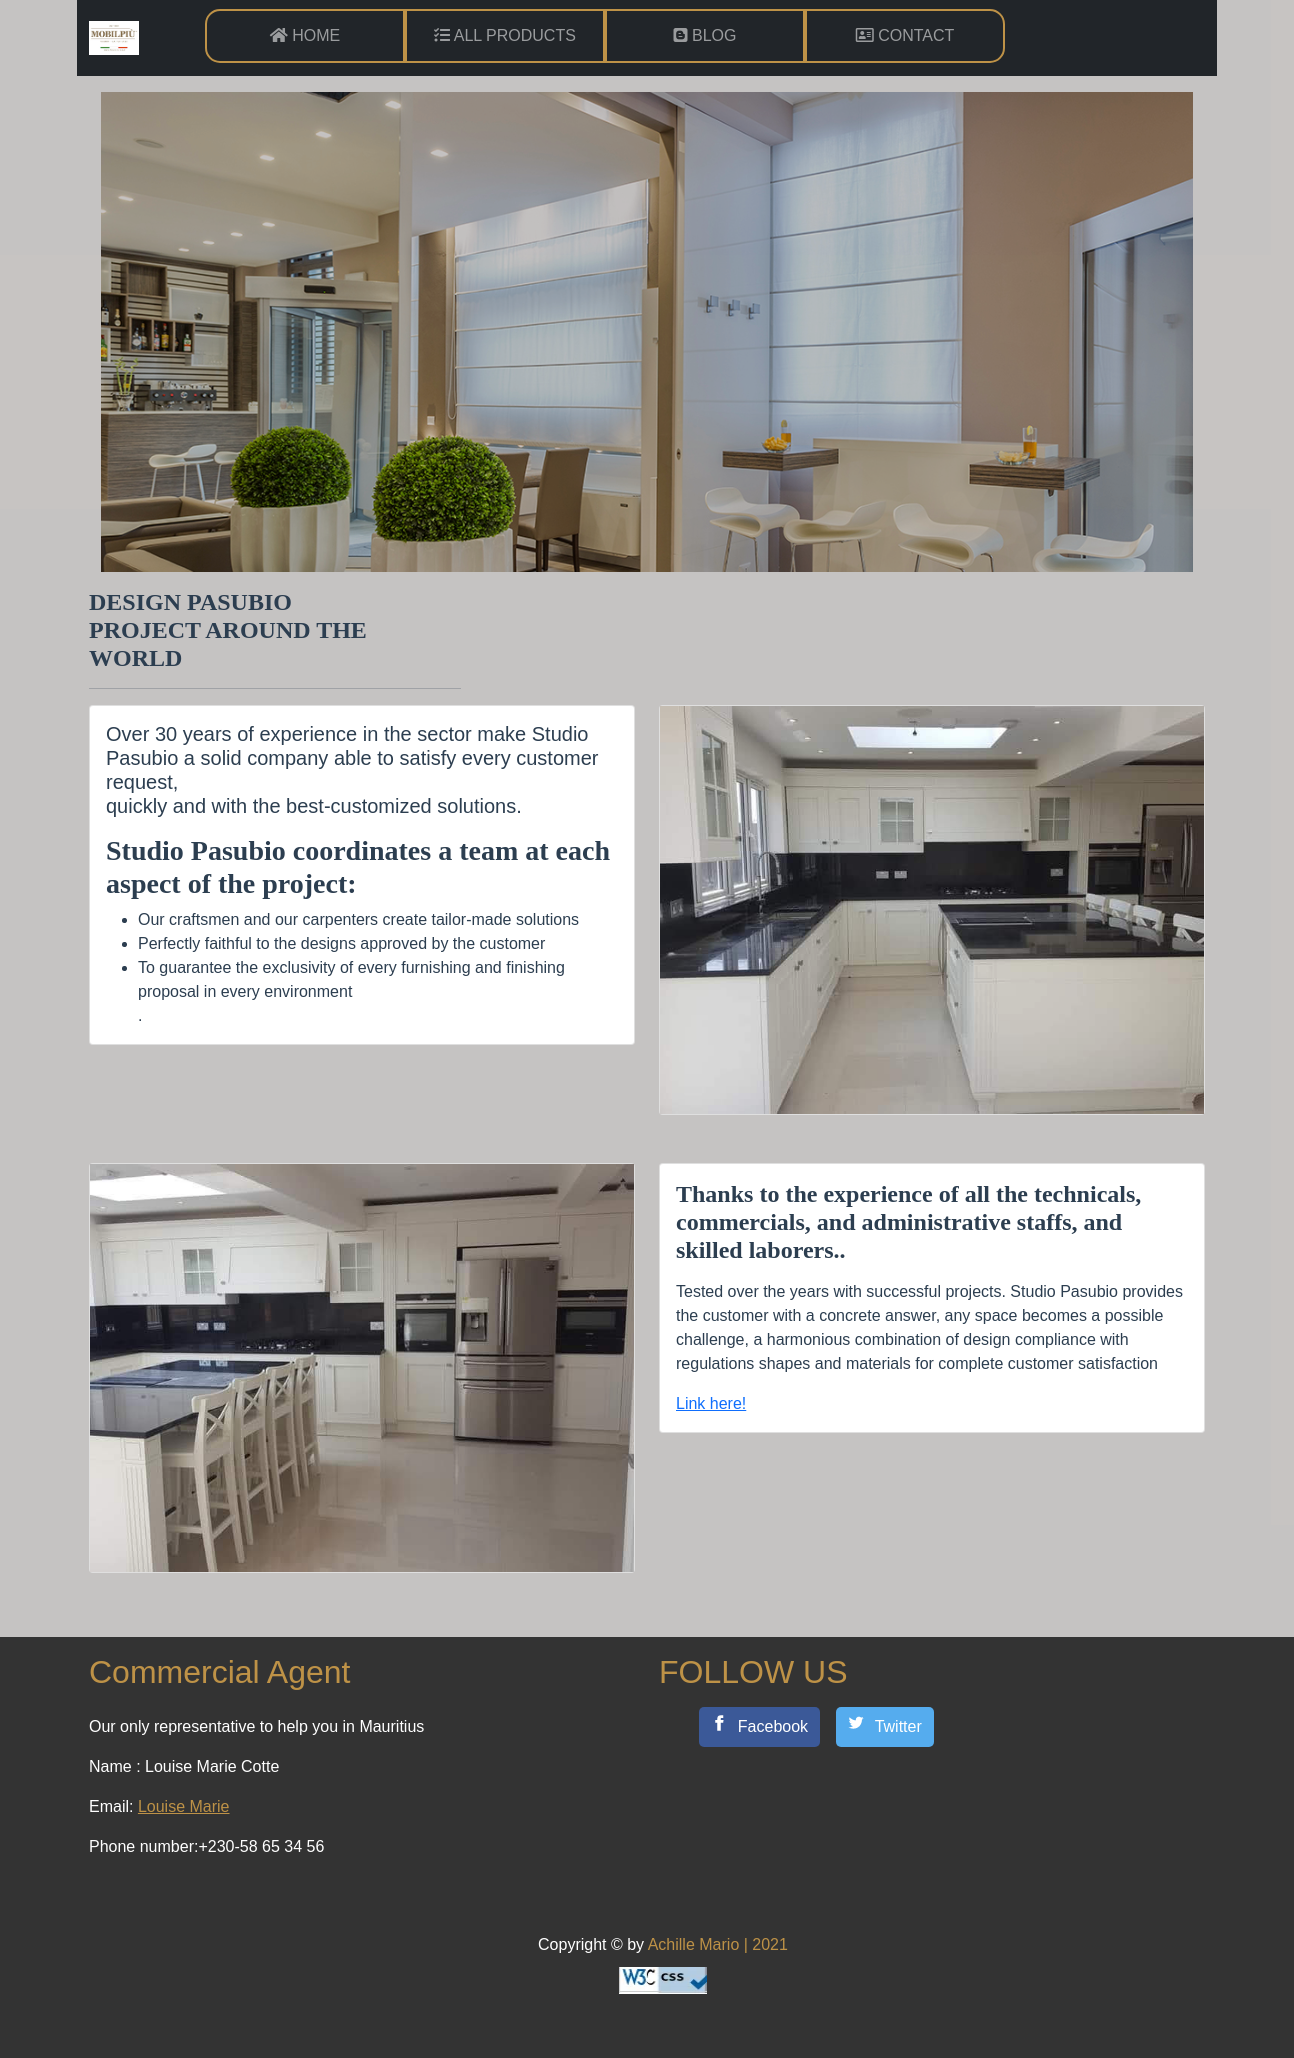 MOBILPIÙ
HOME
ALL PRODUCTS
BLOG
CONTACT
DESIGN PASUBIO
PROJECT AROUND THE
WORLD
Over 30 years of experience in the sector make Studio
Pasubio a solid company able to satisfy every customer
request,
quickly and with the best-customized solutions.
Studio Pasubio coordinates a team at each
aspect of the project:
Our craftsmen and our carpenters create tailor-made solutions
Perfectly faithful to the designs approved by the customer
To guarantee the exclusivity of every furnishing and finishing
proposal in every environment
.
Thanks to the experience of all the technicals,
commercials, and administrative staffs, and
skilled laborers..
Tested over the years with successful projects. Studio Pasubio provides
the customer with a concrete answer, any space becomes a possible
challenge, a harmonious combination of design compliance with
regulations shapes and materials for complete customer satisfaction
Link here!
Commercial Agent
Our only representative to help you in Mauritius
Name : Louise Marie Cotte
Email: Louise Marie
Phone number:+230-58 65 34 56
FOLLOW US
Facebook
Twitter
Copyright © by Achille Mario | 2021
W3C css